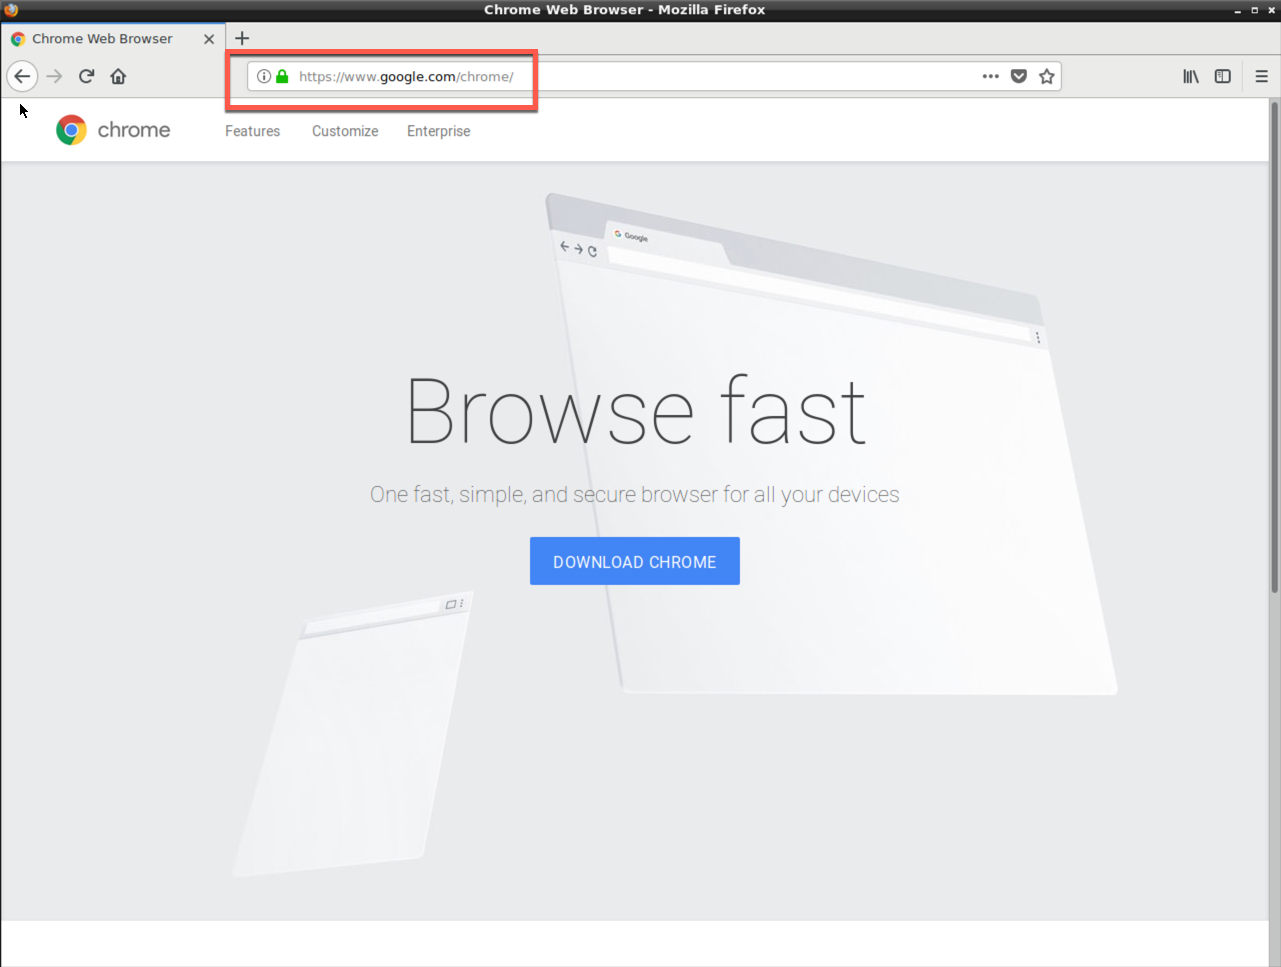 Chrome Web Browser - Mozilla Firefox
Chrome Web Browser
https://www.google.com/chrome/
chrome
Features
Customize
Enterprise
Google
Browse fast
One fast, simple, and secure browser for all your devices
DOWNLOAD CHROME